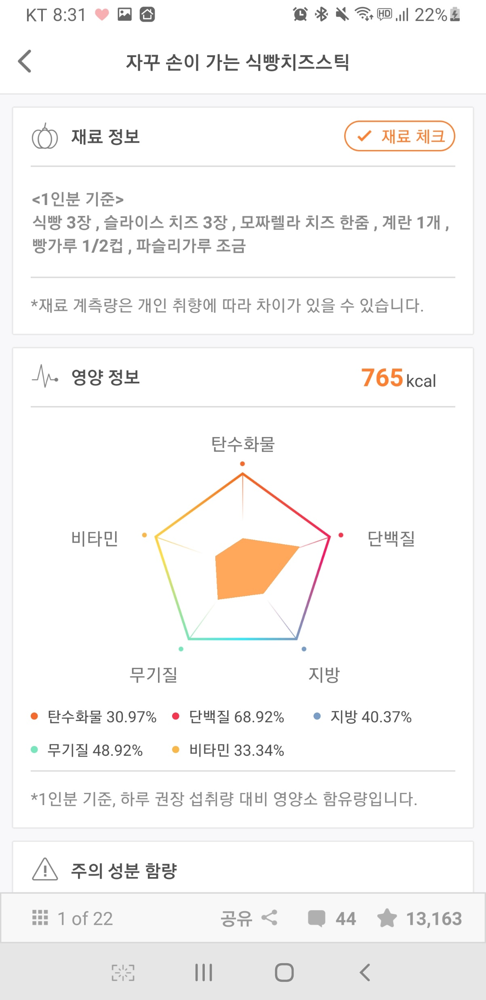 KT 8:31 HD 22%
자꾸 손이 가는 식빵치즈스틱
재료 정보
재료 체크
<1인분 기준>
식빵 3장 , 슬라이스 치즈 3장 , 모짜렐라 치즈 한줌 , 계란 1개 ,
빵가루 1/2컵 , 파슬리가루 조금
*재료 계측량은 개인 취향에 따라 차이가 있을 수 있습니다.
영양 정보
765 kcal
탄수화물
비타민
단백질
무기질
지방
탄수화물 30.97% 단백질 68.92% 지방 40.37%
무기질 48.92% 비타민 33.34%
*1인분 기준, 하루 권장 섭취량 대비 영양소 함유량입니다.
주의 성분 함량
1 of 22 공유 44 13,163